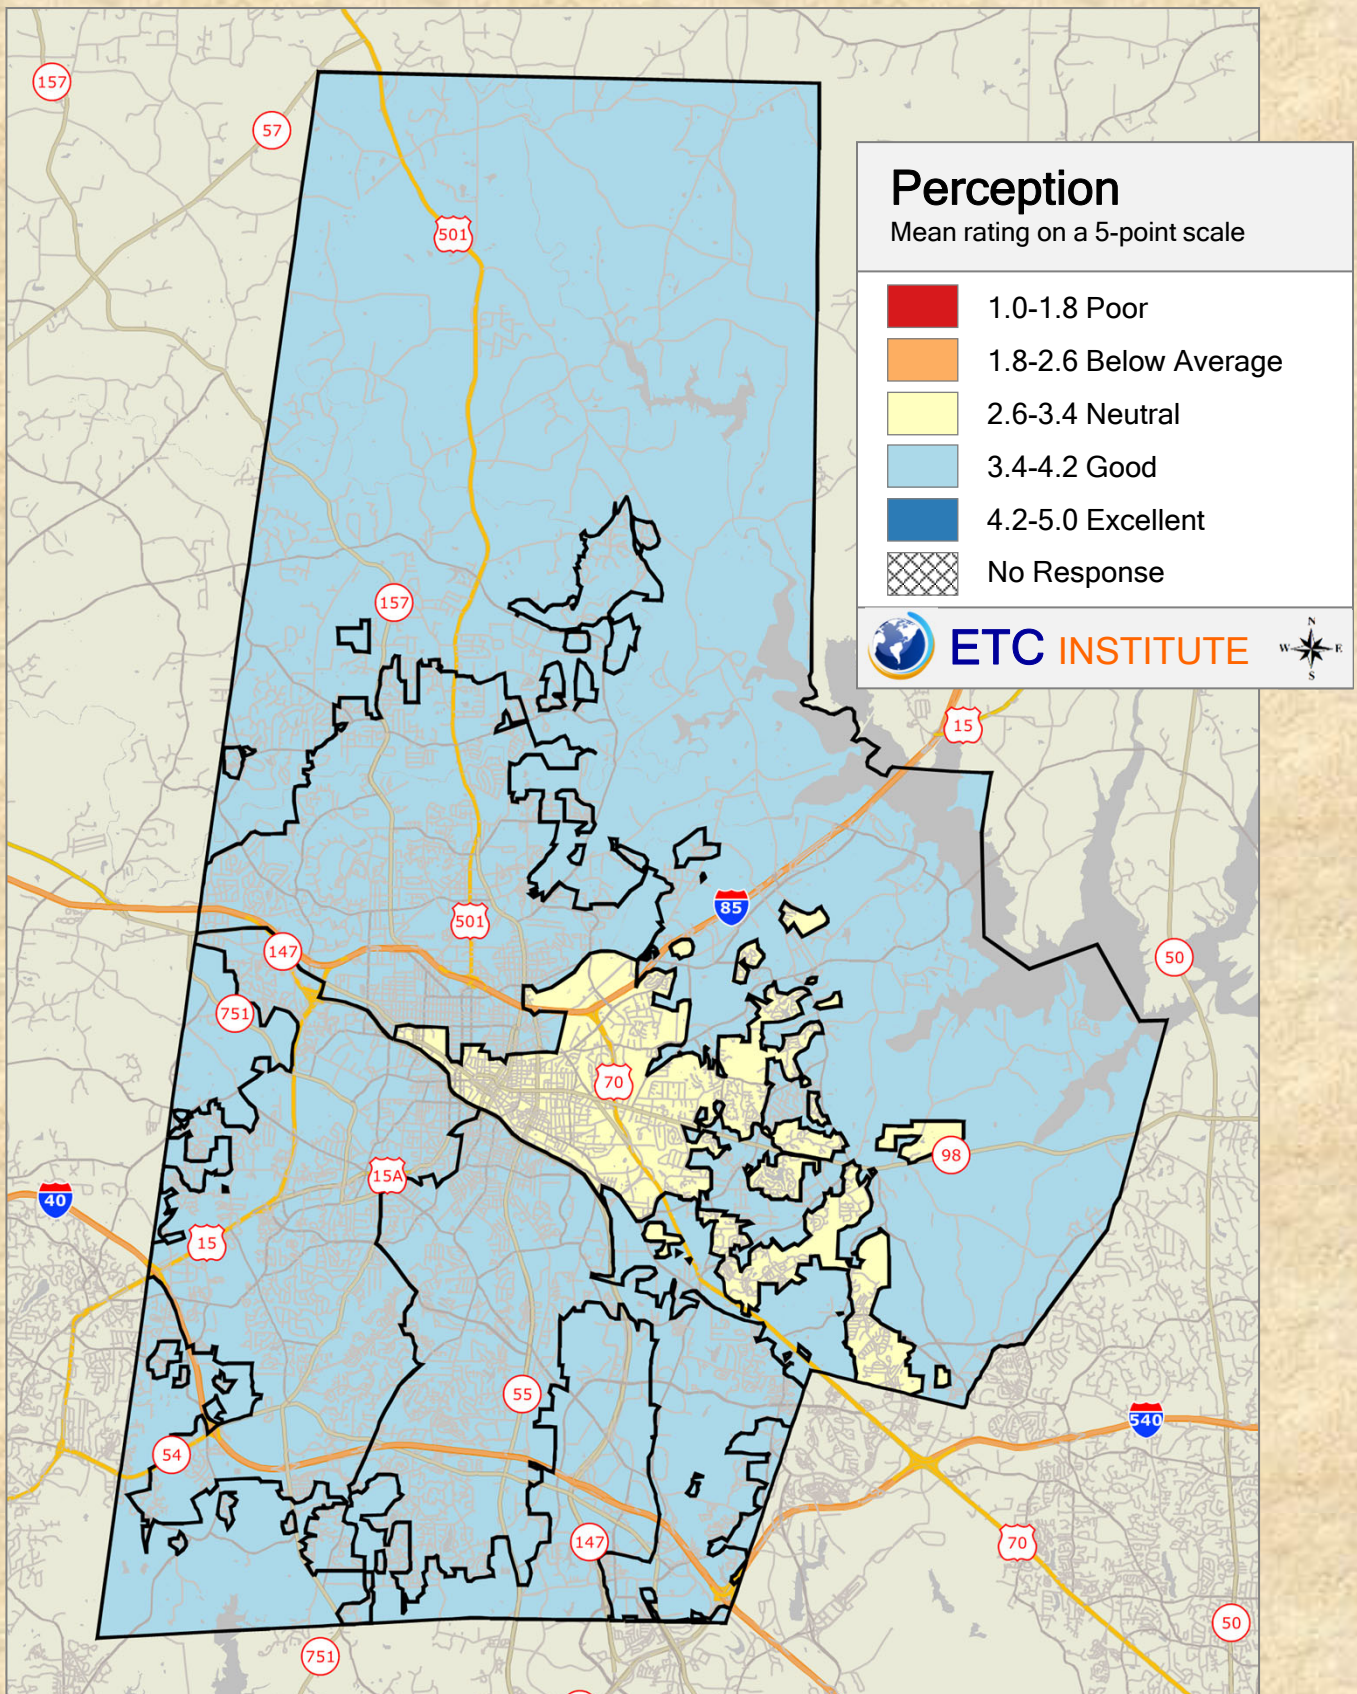 157
57
501
Perception
Mean rating on a 5-point scale
1.0-1.8 Poor
1.8-2.6 Below Average
2.6-3.4 Neutral
3.4-4.2 Good
4.2-5.0 Excellent
No Response
ETC INSTITUTE
N
W E
S
157
15
85
501
147
50
751
70
98
15A
40
15
55
540
54
147
70
50
751